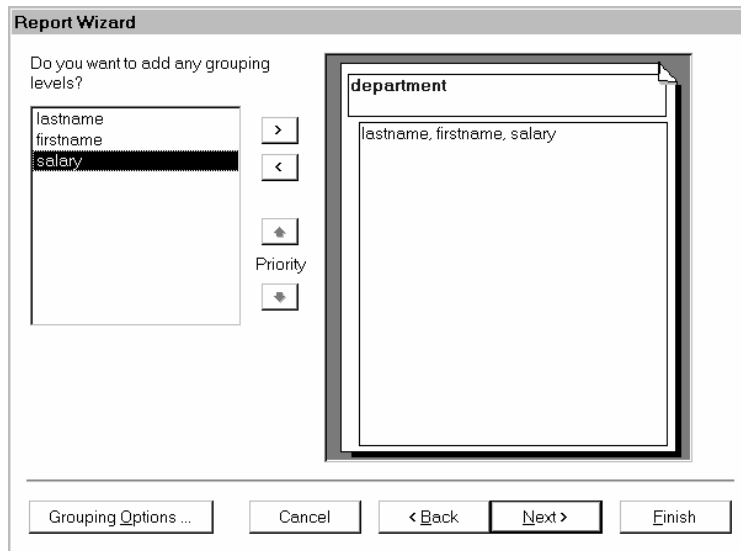 Report Wizard
Do you want to add any grouping
levels?
lastname
firstname
salary
>
<
Priority
department
lastname, firstname, salary
Grouping Options ...
Cancel
< Back
Next >
Finish